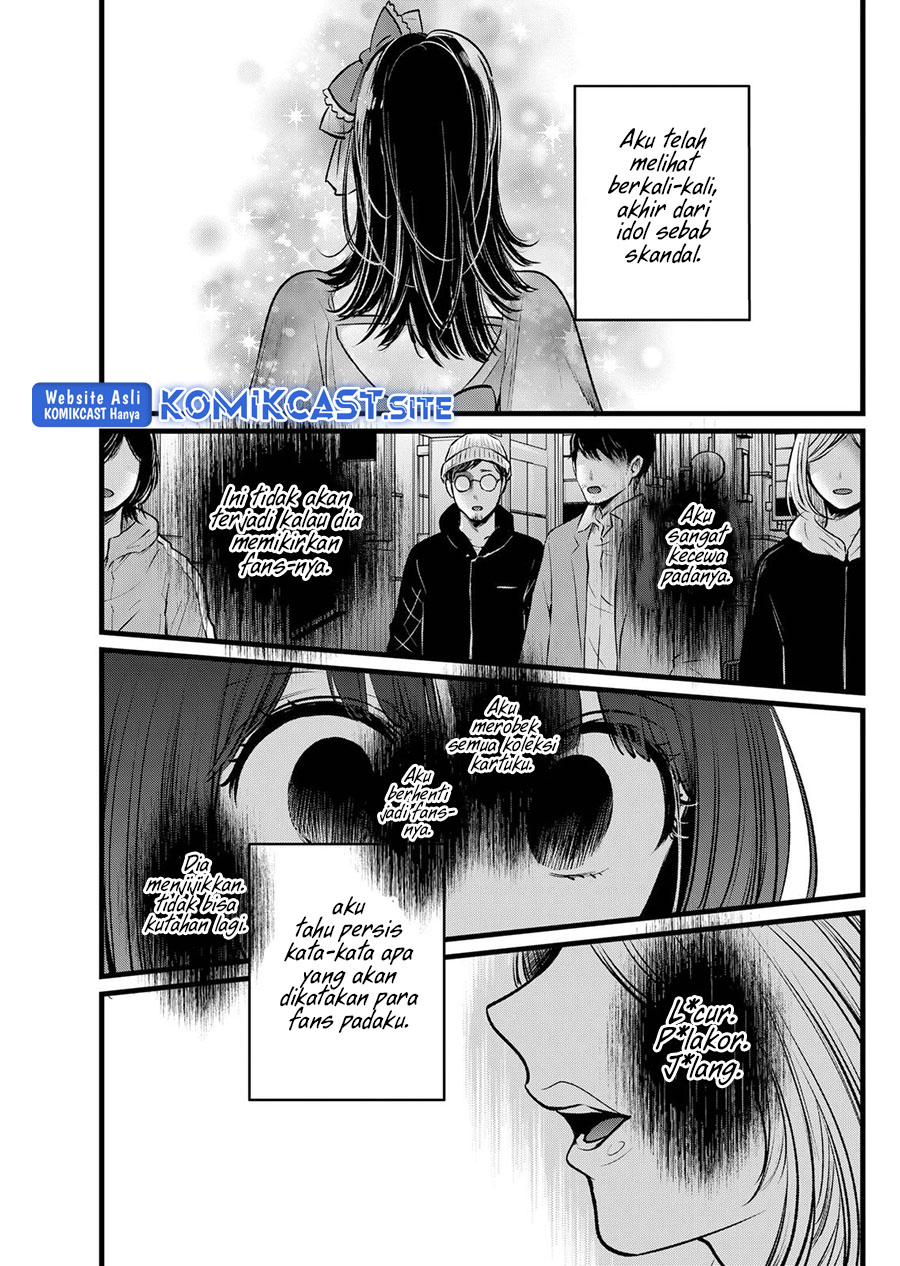 Aku telah
melihat
berkali-kali,
akhir dari
idol sebab
skandal.
Website Asli
KOMIKCAST Hanya
KOMIKCAST.SITE
Ini tidak akan
terjadi kalau dia
memikirkan
fans-nya.
Aku
sangat
kecewa
padanya.
Aku
merobek
semua koleksi
kartuku.
Aku
berhenti
jadi fans-
nya.
Dia
menjijikkan.
tidak bisa
kutahan lagi.
aku
tahu persis
kata-kata apa
yang akan
dikatakan para
fans padaku.
L*cur.
P*lakor.
J*lang.